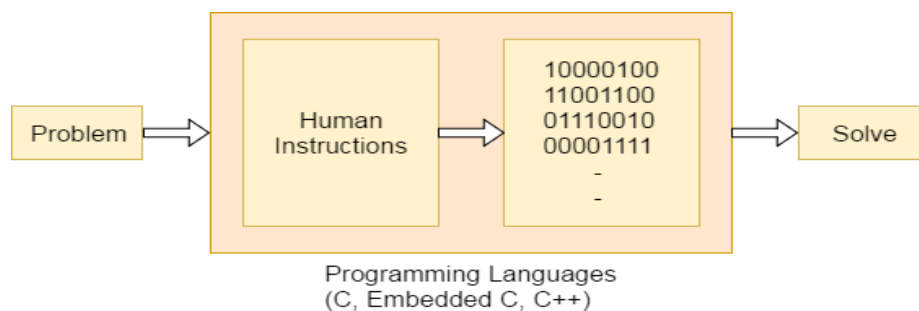 Problem
Human
Instructions
10000100
11001100
01110010
00001111
-
-
Solve
Programming Languages
(C, Embedded C, C++)